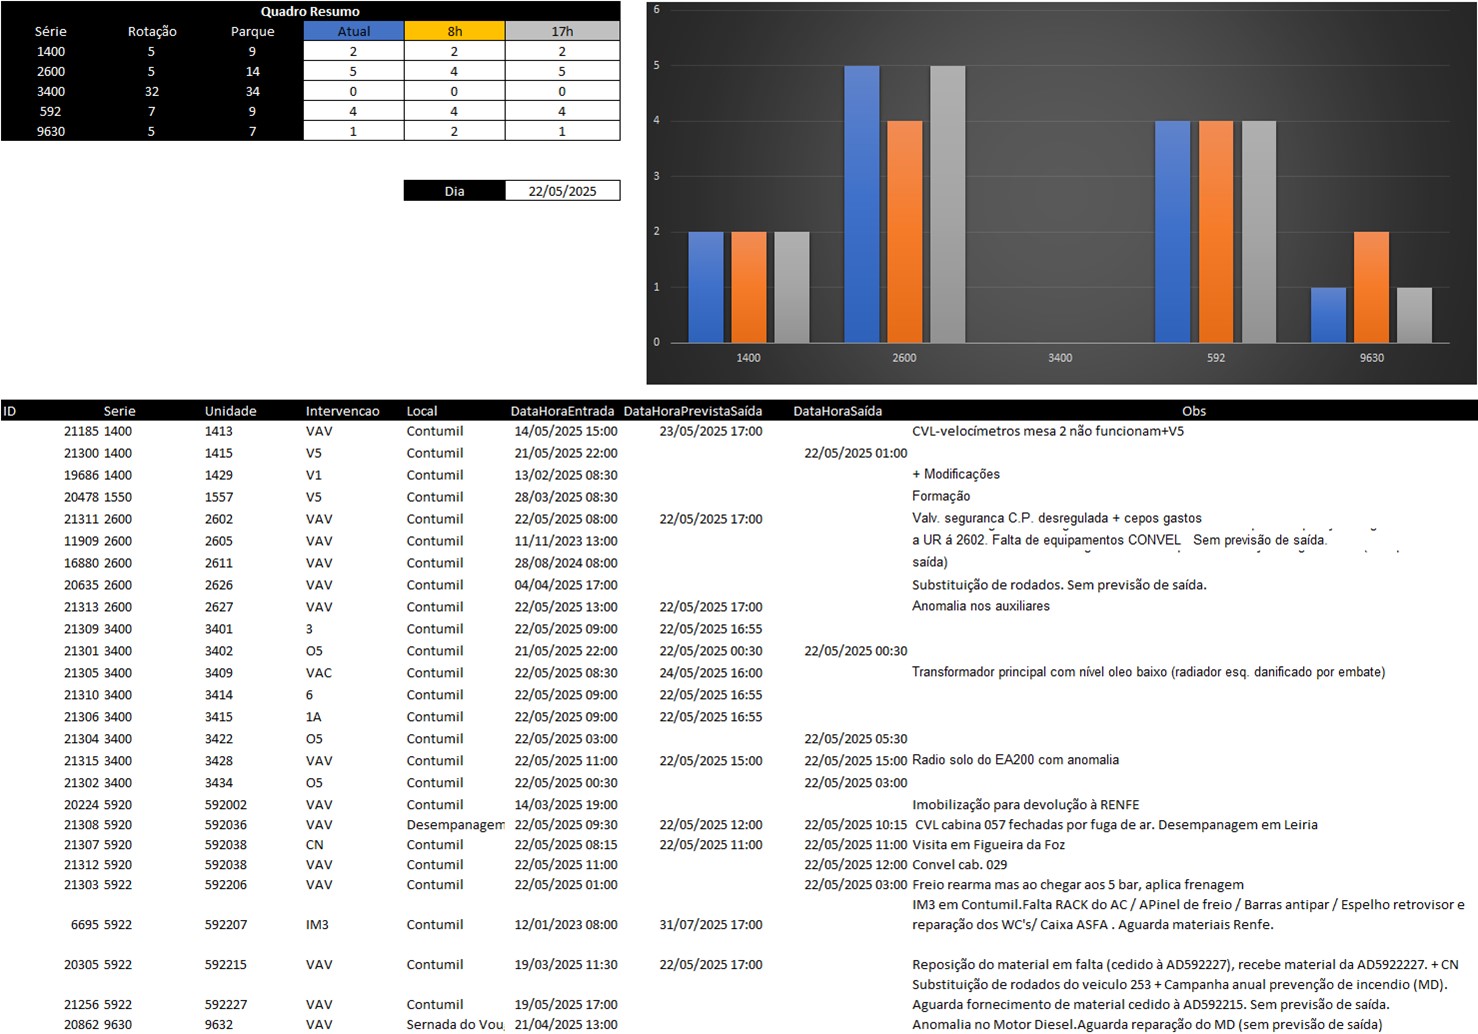 Quadro Resumo
Série Rotação Parque Atual 8h 17h
1400 5 9 2 2 2
2600 5 14 5 4 5
3400 32 34 0 0 0
592 7 9 4 4 4
9630 5 7 1 2 1
Dia 22/05/2025
6
5
4
3
2
1
0
1400 2600 3400 592 9630
ID Serie Unidade Intervencao Local DataHoraEntrada DataHoraPrevistaSaída DataHoraSaída Obs
21185 1400 1413 VAV Contumil 14/05/2025 15:00 23/05/2025 17:00 CVL-velocímetros mesa 2 não funcionam+V5
21300 1400 1415 V5 Contumil 21/05/2025 22:00 22/05/2025 01:00
19686 1400 1429 V1 Contumil 13/02/2025 08:30 + Modificações
20478 1550 1557 V5 Contumil 28/03/2025 08:30 Formação
21311 2600 2602 VAV Contumil 22/05/2025 08:00 22/05/2025 17:00 Valv. seguranca C.P. desregulada + cepos gastos
11909 2600 2605 VAV Contumil 11/11/2023 13:00 a UR á 2602. Falta de equipamentos CONVEL Sem previsão de saída.
16880 2600 2611 VAV Contumil 28/08/2024 08:00 saída)
20635 2600 2626 VAV Contumil 04/04/2025 17:00 Substituição de rodados. Sem previsão de saída.
21313 2600 2627 VAV Contumil 22/05/2025 13:00 22/05/2025 17:00 Anomalia nos auxiliares
21309 3400 3401 3 Contumil 22/05/2025 09:00 22/05/2025 16:55
21301 3400 3402 O5 Contumil 21/05/2025 22:00 22/05/2025 00:30 22/05/2025 00:30
21305 3400 3409 VAC Contumil 22/05/2025 08:30 24/05/2025 16:00 Transformador principal com nível oleo baixo (radiador esq. danificado por embate)
21310 3400 3414 6 Contumil 22/05/2025 09:00 22/05/2025 16:55
21306 3400 3415 1A Contumil 22/05/2025 09:00 22/05/2025 16:55
21304 3400 3422 O5 Contumil 22/05/2025 03:00 22/05/2025 05:30
21315 3400 3428 VAV Contumil 22/05/2025 11:00 22/05/2025 15:00 22/05/2025 15:00 Radio solo do EA200 com anomalia
21302 3400 3434 O5 Contumil 22/05/2025 00:30 22/05/2025 03:00
20224 5920 592002 VAV Contumil 14/03/2025 19:00 Imobilização para devolução à RENFE
21308 5920 592036 VAV Desempanagem 22/05/2025 09:30 22/05/2025 12:00 22/05/2025 10:15 CVL cabina 057 fechadas por fuga de ar. Desempanagem em Leiria
21307 5920 592038 CN Contumil 22/05/2025 08:15 22/05/2025 11:00 22/05/2025 11:00 Visita em Figueira da Foz
21312 5920 592038 VAV Contumil 22/05/2025 11:00 22/05/2025 12:00 Convel cab. 029
21303 5922 592206 VAV Contumil 22/05/2025 01:00 22/05/2025 03:00 Freio rearma mas ao chegar aos 5 bar, aplica frenagem
IM3 em Contumil.Falta RACK do AC / APinel de freio / Barras antipar / Espelho retrovisor e
6695 5922 592207 IM3 Contumil 12/01/2023 08:00 31/07/2025 17:00 reparação dos WC's/ Caixa ASFA . Aguarda materiais Renfe.
20305 5922 592215 VAV Contumil 19/03/2025 11:30 22/05/2025 17:00 Reposição do material em falta (cedido à AD592227), recebe material da AD5922227. + CN
Substituição de rodados do veiculo 253 + Campanha anual prevenção de incendio (MD).
21256 5922 592227 VAV Contumil 19/05/2025 17:00 Aguarda fornecimento de material cedido à AD592215. Sem previsão de saída.
20862 9630 9632 VAV Sernada do Vou 21/04/2025 13:00 Anomalia no Motor Diesel.Aguarda reparação do MD (sem previsão de saída)